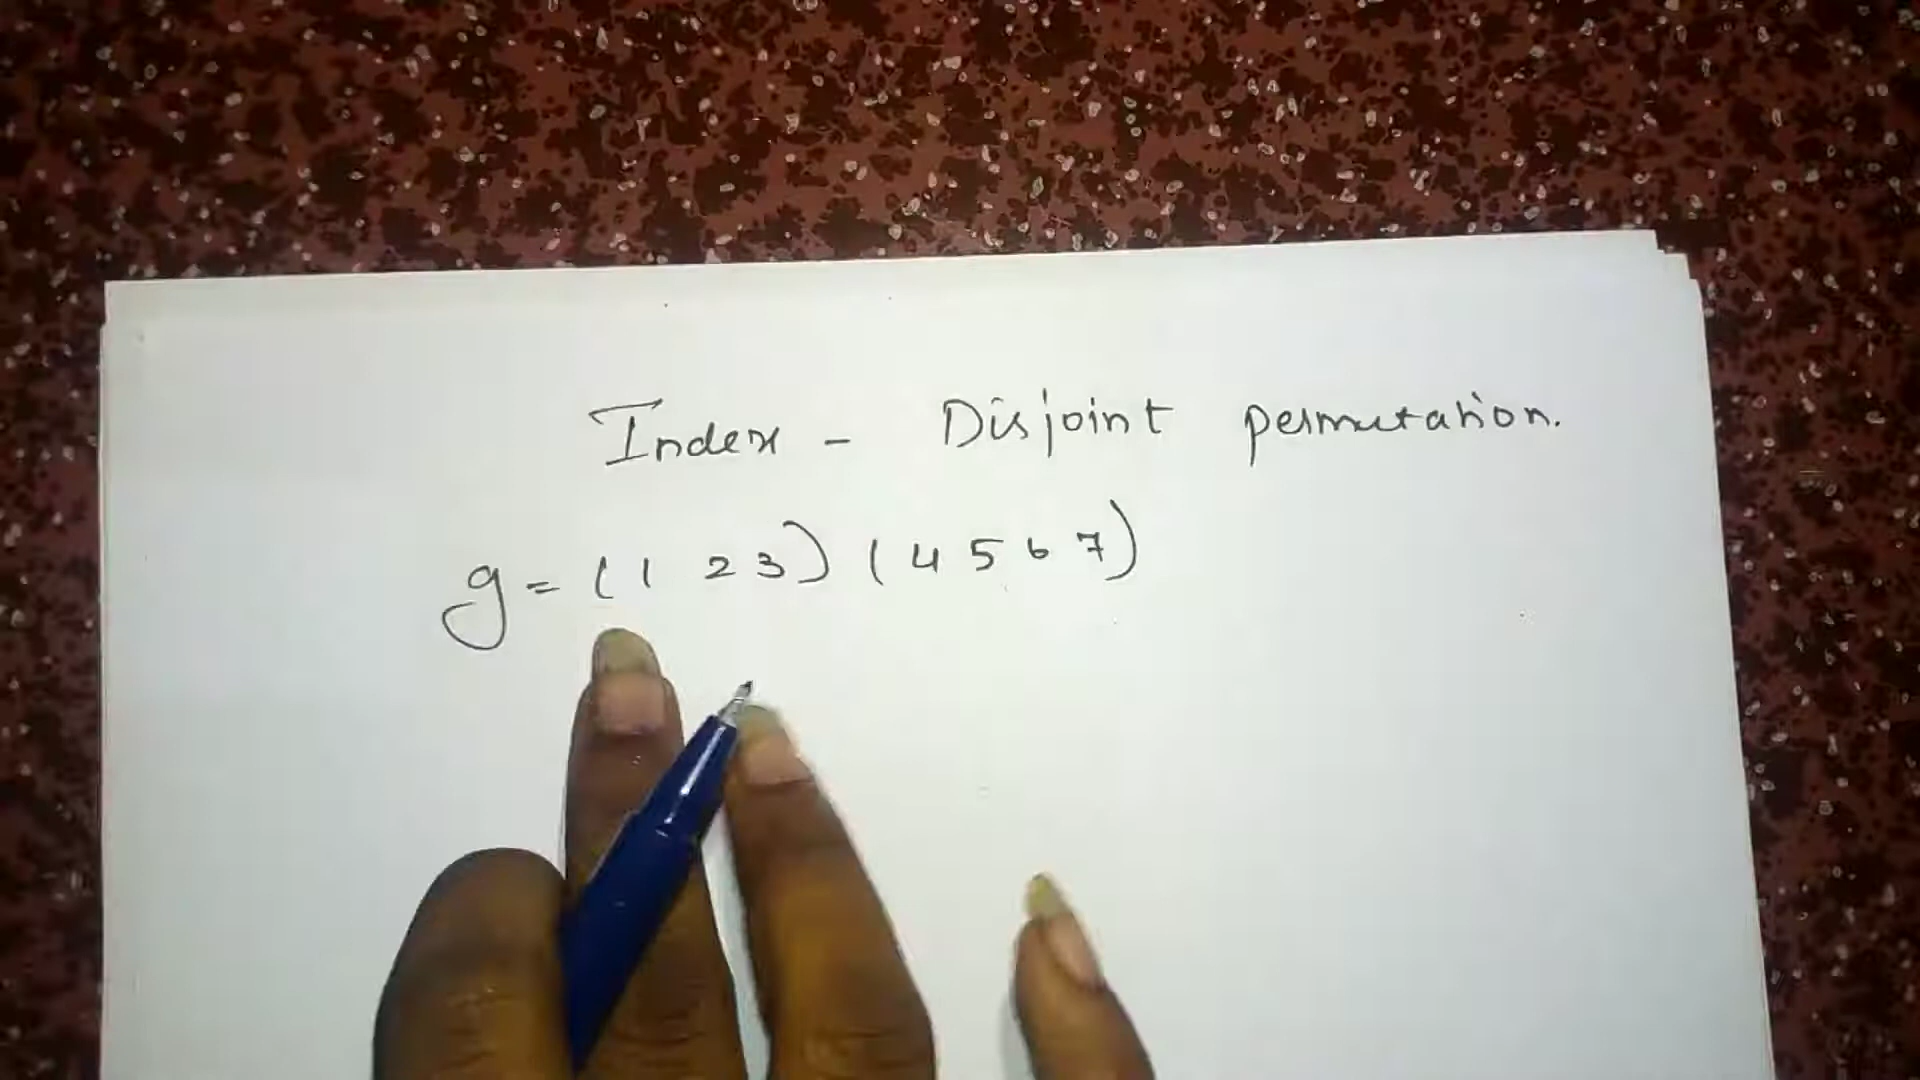 Index - Disjoint permutation.
g = (1 2 3) (4 5 6 7)